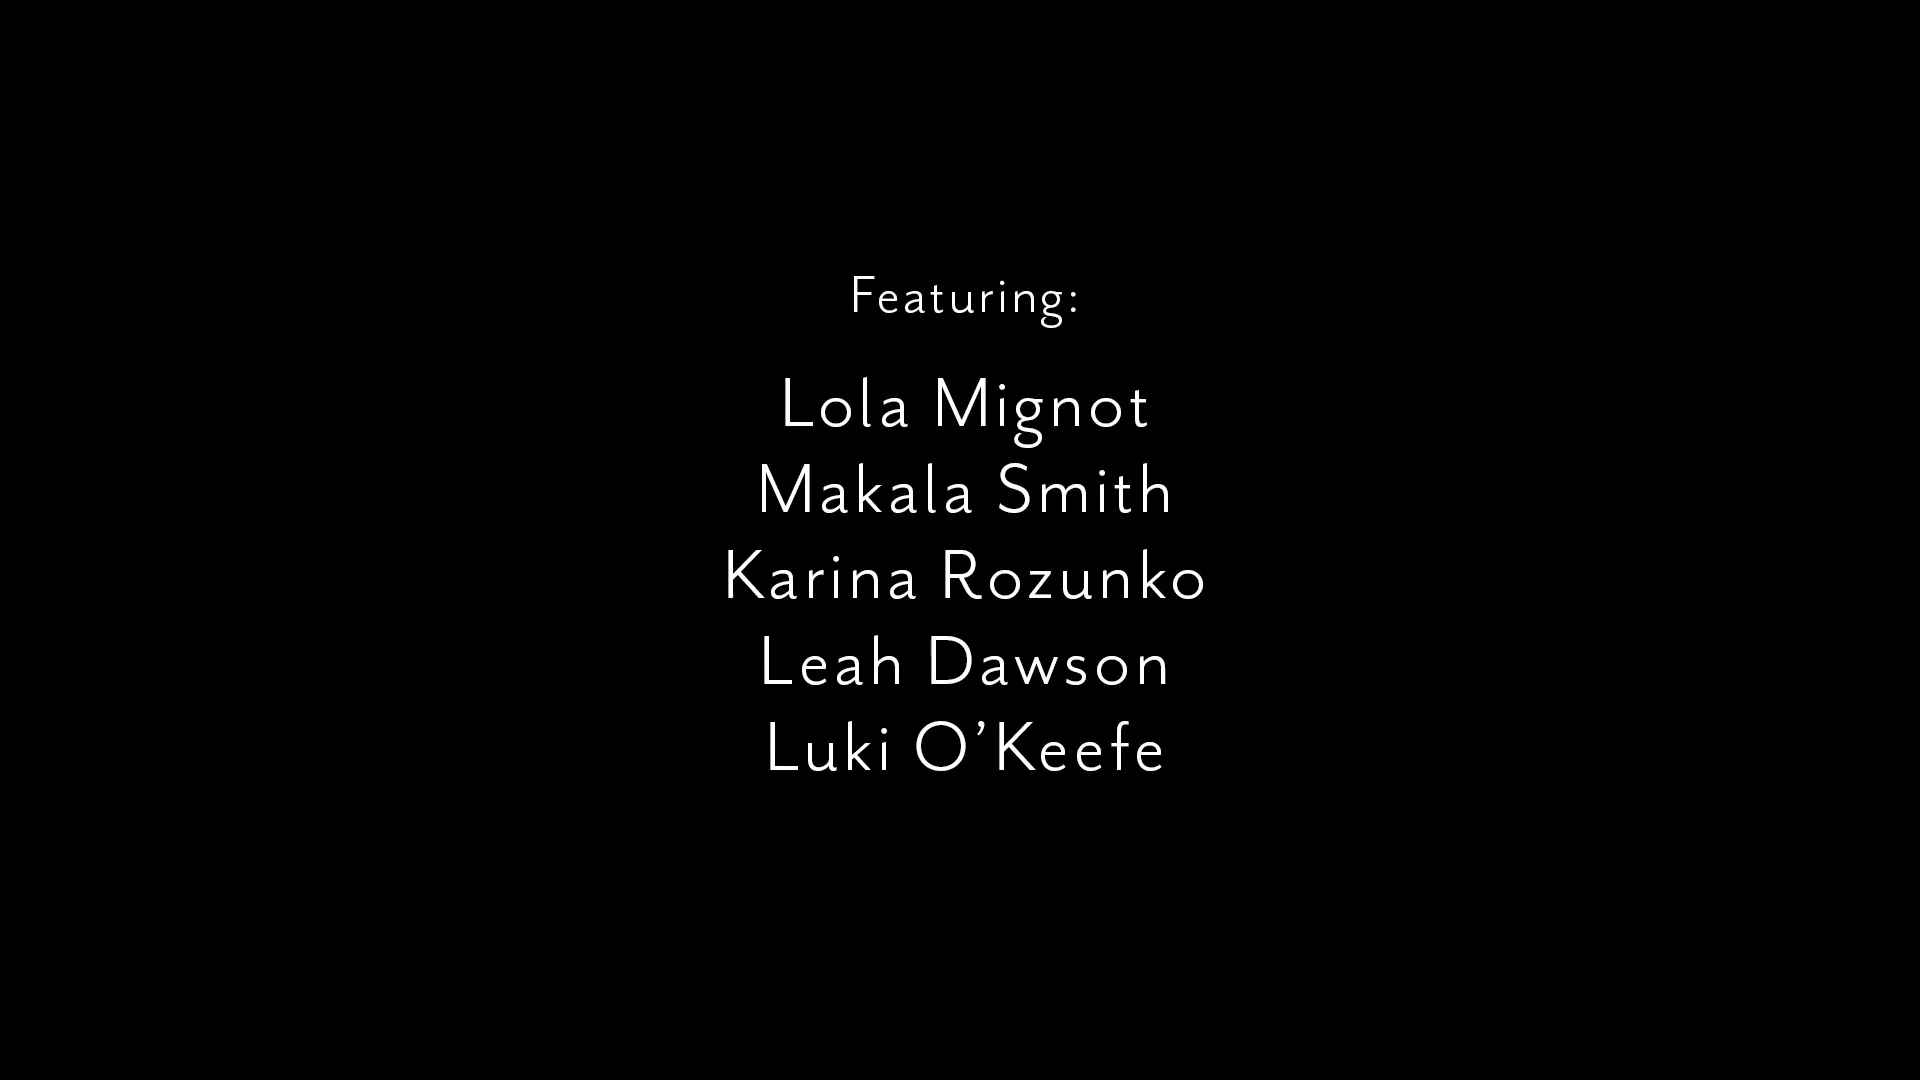 Featuring:
Lola Mignot
Makala Smith
Karina Rozunko
Leah Dawson
Luki O’Keefe